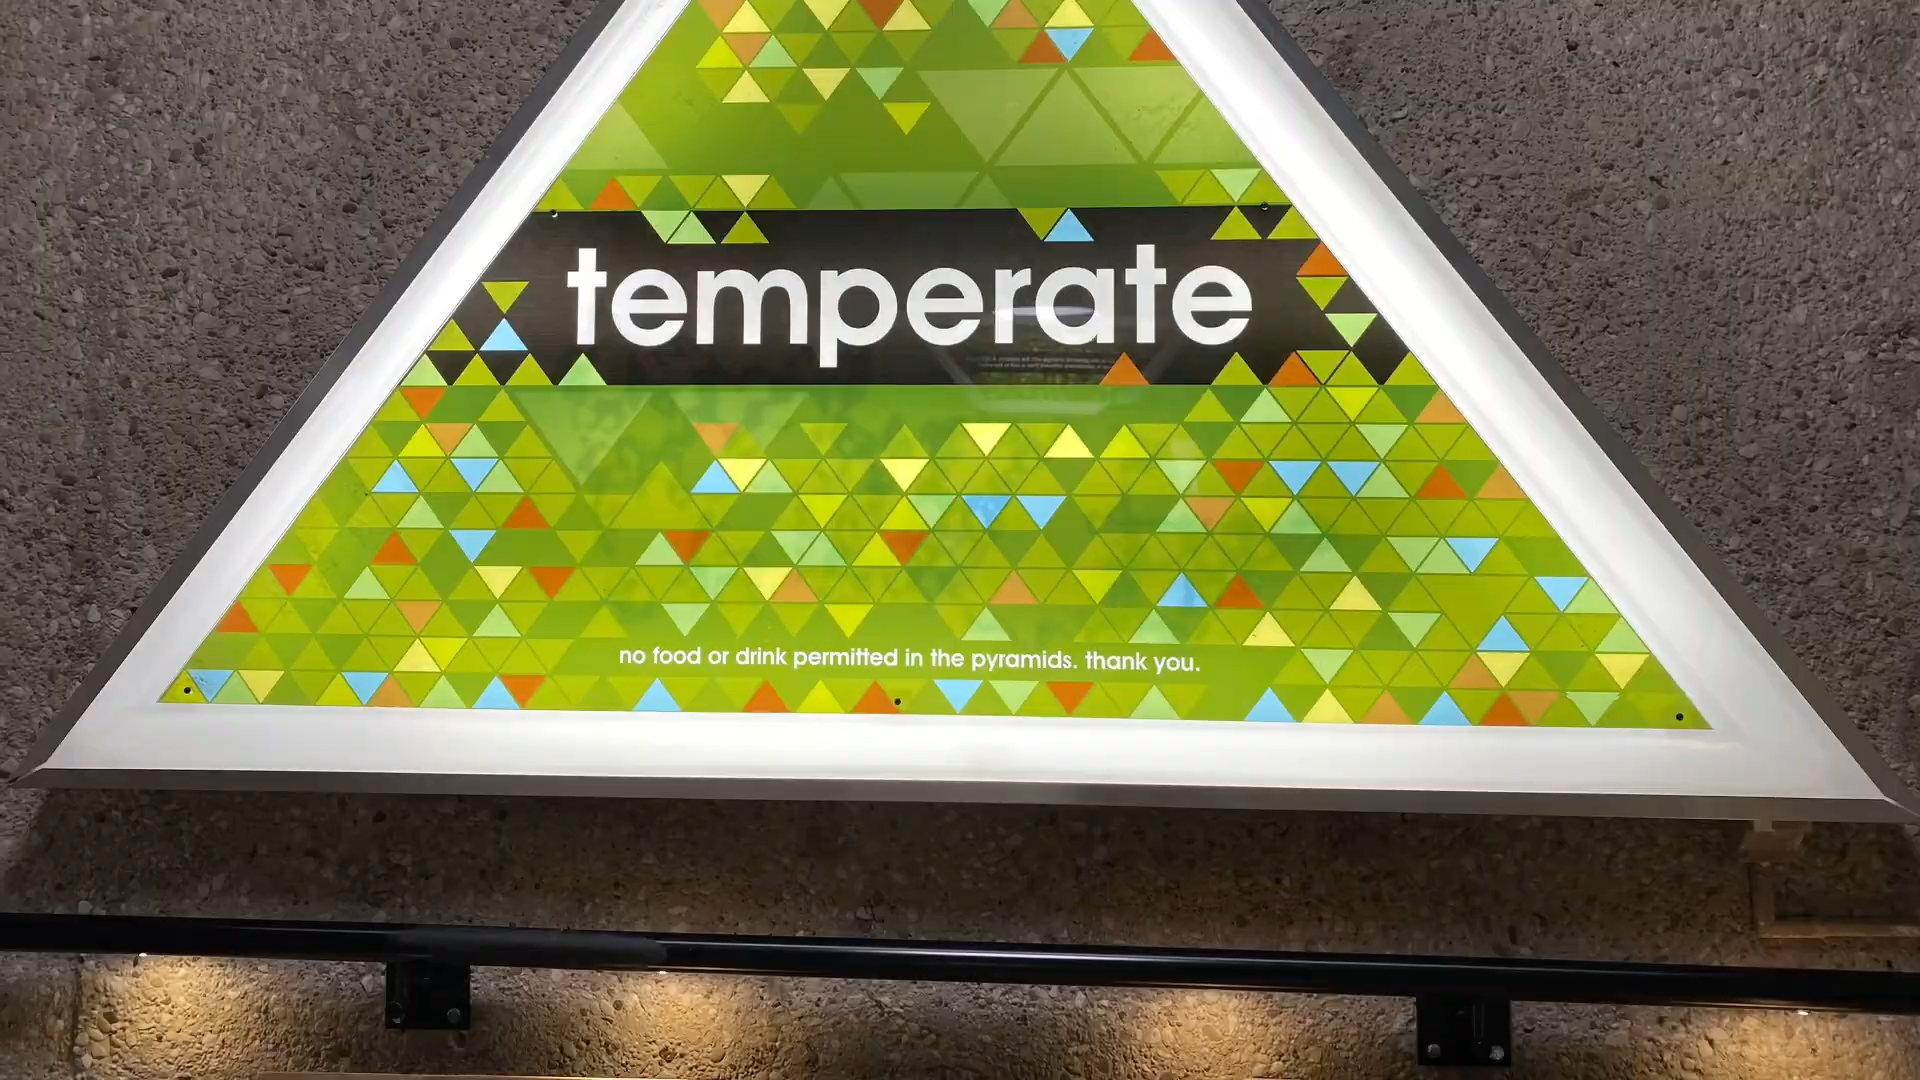 temperate
no food or drink permitted in the pyramids. thank you.